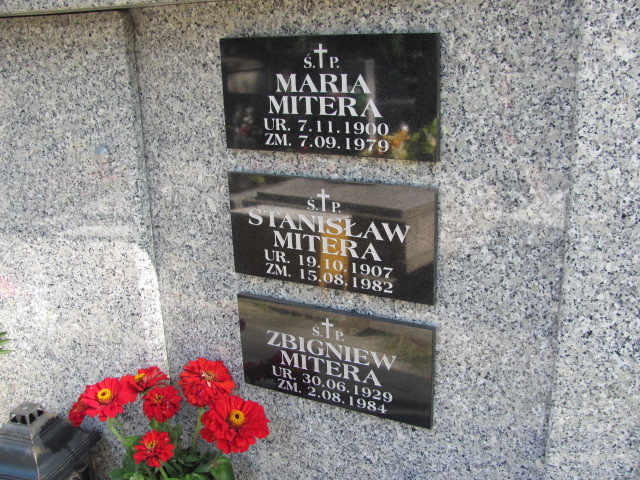 Ś.†P.
MARIA
MITERA
UR. 7.11.1900
ZM. 7.09.1979
Ś.†P.
STANISŁAW
MITERA
UR. 19.10.1907
ZM. 15.08.1982
Ś.†P.
ZBIGNIEW
MITERA
UR. 30.06.1929
ZM. 2.08.1984